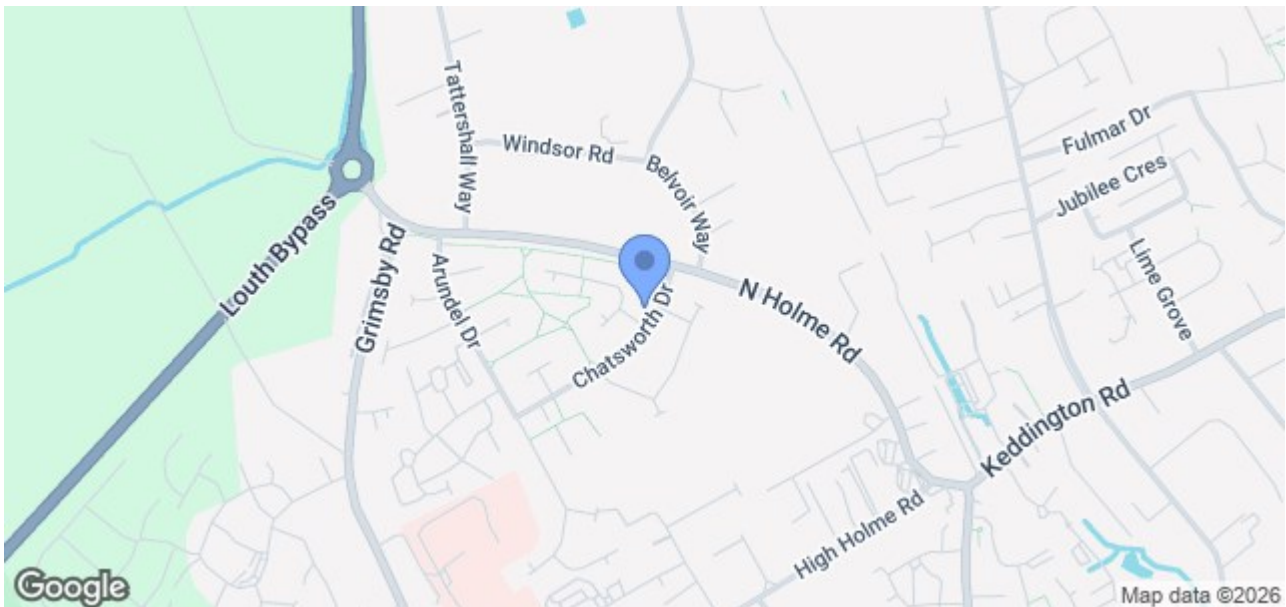 Tattershall Way
Windsor Rd
Belvoir Way
Fulmar Dr
Jubilee Cres
Lime Grove
Louth Bypass
Grimsby Rd
Arundel Dr
Chatsworth Dr
N Holme Rd
Keddington Rd
High Holme Rd
Google
Map data ©2026